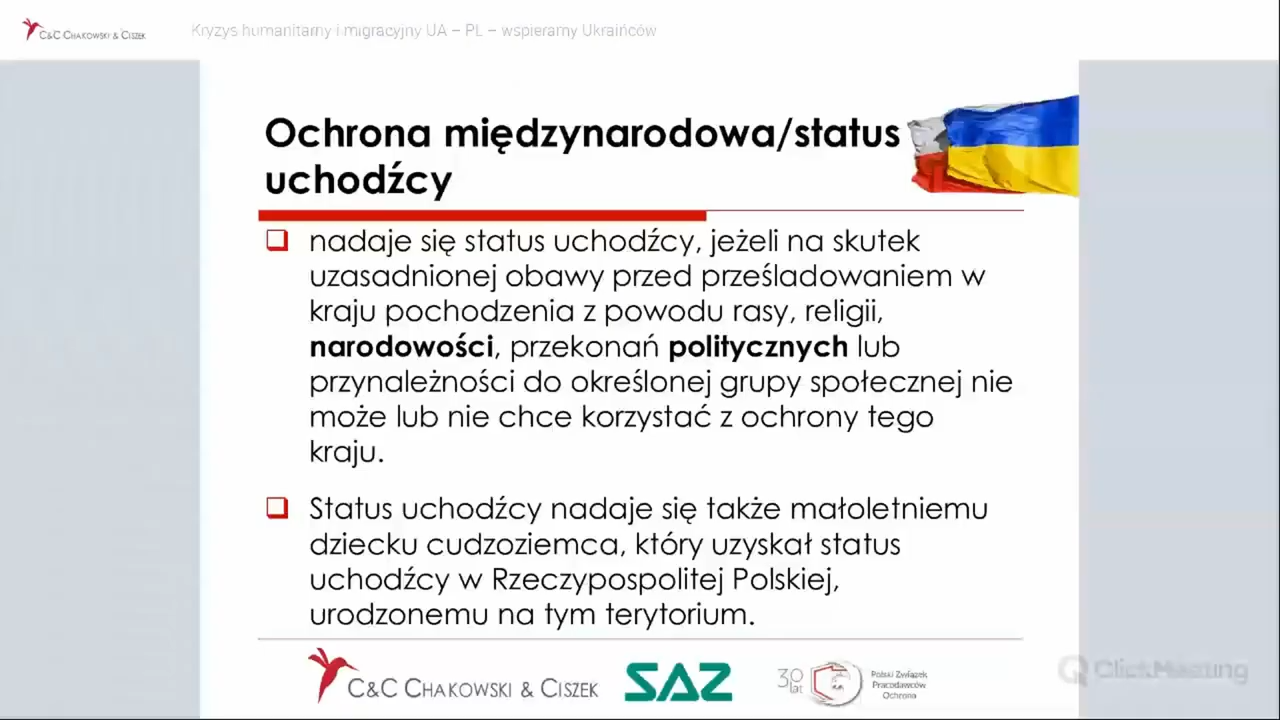 C&C CHAKOWSKI & CISZEK
Kryzys humanitarny i migracyjny UA – PL – wspieramy Ukraińców
Ochrona międzynarodowa/status
uchodźcy
nadaje się status uchodźcy, jeżeli na skutek
uzasadnionej obawy przed prześladowaniem w
kraju pochodzenia z powodu rasy, religii,
narodowości, przekonań politycznych lub
przynależności do określonej grupy społecznej nie
może lub nie chce korzystać z ochrony tego
kraju.
Status uchodźcy nadaje się także małoletniemu
dziecku cudzoziemca, który uzyskał status
uchodźcy w Rzeczypospolitej Polskiej,
urodzonemu na tym terytorium.
C&C CHAKOWSKI & CISZEK
SAZ
30 lat
Polski Związek
Pracodawców
Ochrona
ClickMeeting